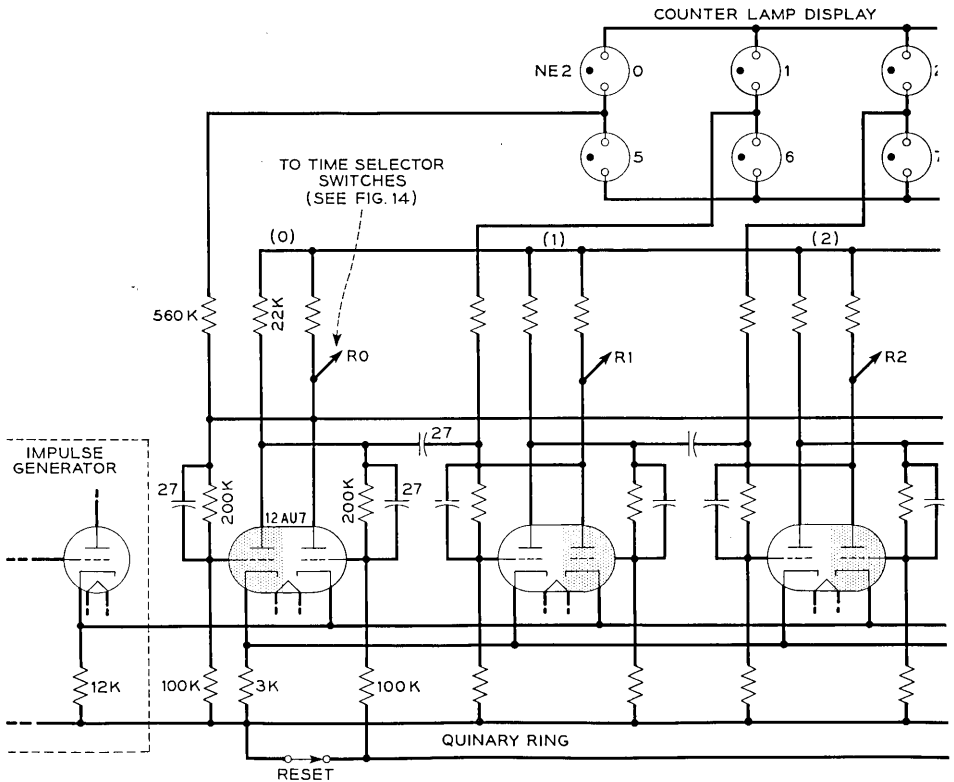 COUNTER LAMP DISPLAY
NE2
0
1
5
6
TO TIME SELECTOR
SWITCHES
(SEE FIG. 14)
(0)
(1)
(2)
560K
22K
R0
R1
R2
IMPULSE
GENERATOR
27
27
200K
12AU7
200K
27
12K
100K
3K
100K
QUINARY RING
RESET